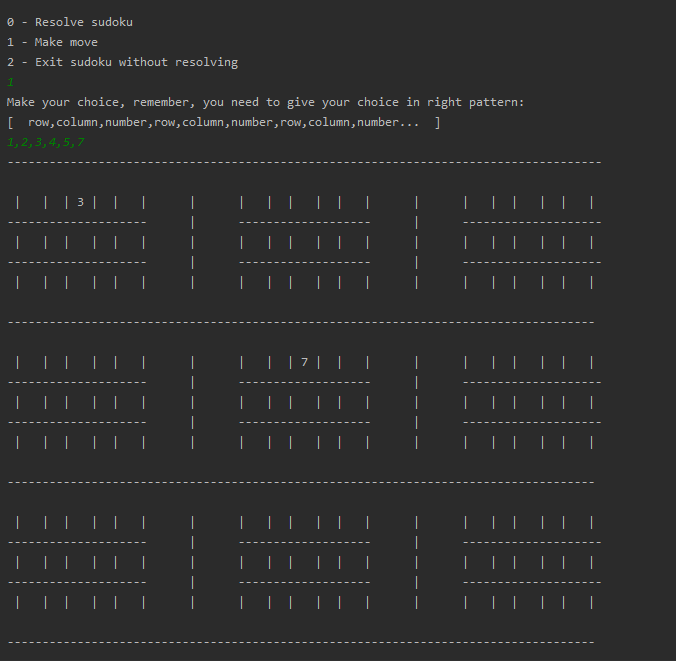 0 - Resolve sudoku
1 - Make move
2 - Exit sudoku without resolving
1
Make your choice, remember, you need to give your choice in right pattern:
[  row,column,number,row,column,number,row,column,number...  ]
1,2,3,4,5,7
3
7